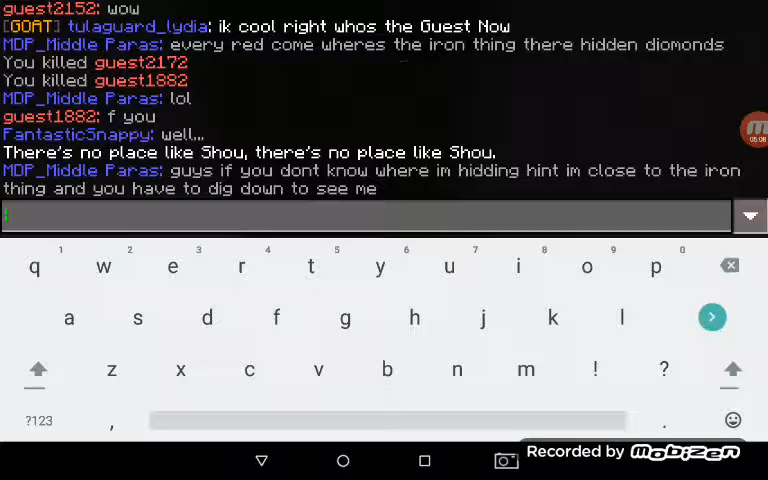 guest2152: wow
[GOAT] tulaguard_lydia: ik cool right whos the Guest Now
MDP_Middle Paras: every red come wheres the iron thing there hidden diomonds
You killed guest2172
You killed guest1882
MDP_Middle Paras: lol
guest1882: f you
FantasticSnappy: well...
There's no place like Shou, there's no place like Shou.
MDP_Middle Paras: guys if you dont know where im hidding hint im close to the iron
thing and you have to dig down to see me
05:08
1 2 3 4 5 6 7 8 9 0
q w e r t y u i o p
a s d f g h j k l
z x c v b n m ! ?
?123 , .
Recorded by mobizen